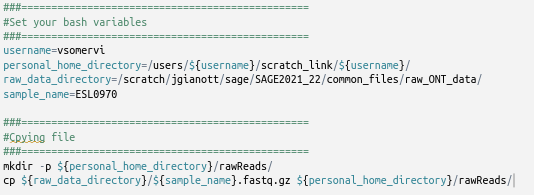 ###===============================================
#Set your bash variables
###===============================================
username=vsomervi
personal_home_directory=/users/${username}/scratch_link/${username}/
raw_data_directory=/scratch/jgianott/sage/SAGE2021_22/common_files/raw_ONT_data/
sample_name=ESL0970
###===============================================
#Cpying file
###===============================================
mkdir -p ${personal_home_directory}/rawReads/
cp ${raw_data_directory}/${sample_name}.fastq.gz ${personal_home_directory}/rawReads/